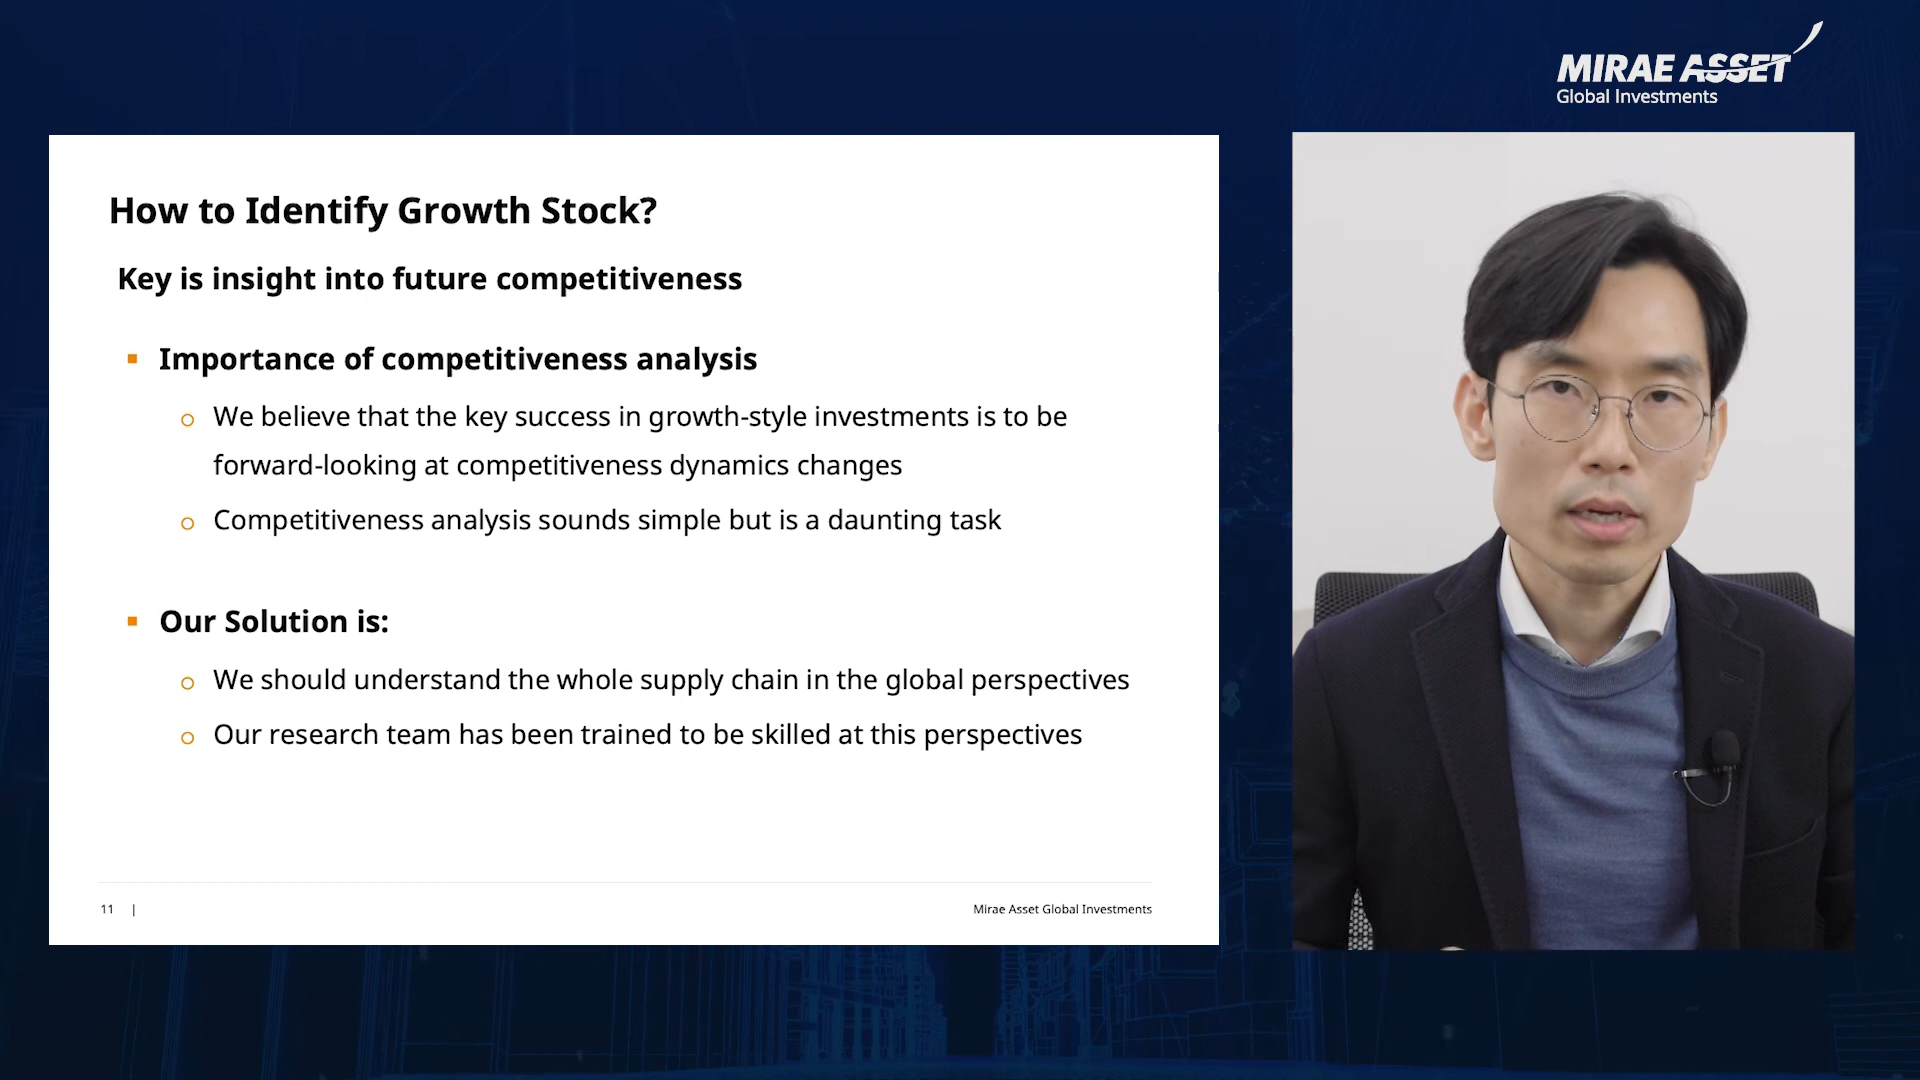 MIRAE ASSET
Global Investments
How to Identify Growth Stock?
Key is insight into future competitiveness
Importance of competitiveness analysis
We believe that the key success in growth-style investments is to be
forward-looking at competitiveness dynamics changes
Competitiveness analysis sounds simple but is a daunting task
Our Solution is:
We should understand the whole supply chain in the global perspectives
Our research team has been trained to be skilled at this perspectives
11 |
Mirae Asset Global Investments